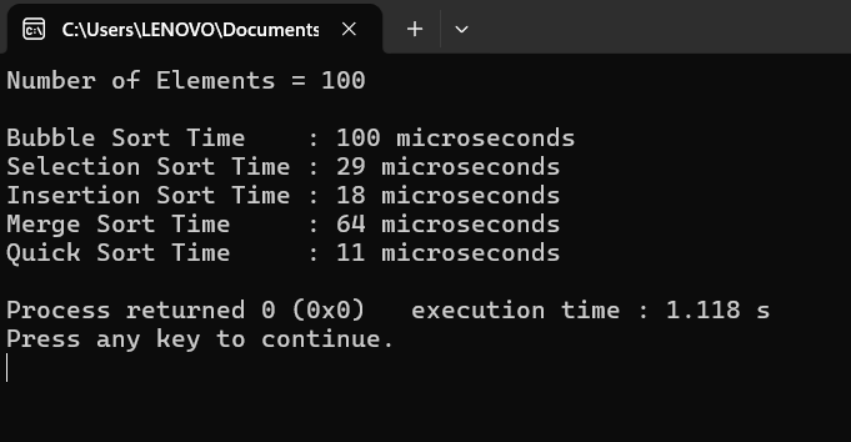 C:\Users\LENOVO\Documents
Number of Elements = 100
Bubble Sort Time    : 100 microseconds
Selection Sort Time : 29 microseconds
Insertion Sort Time : 18 microseconds
Merge Sort Time     : 64 microseconds
Quick Sort Time     : 11 microseconds
Process returned 0 (0x0)   execution time : 1.118 s
Press any key to continue.